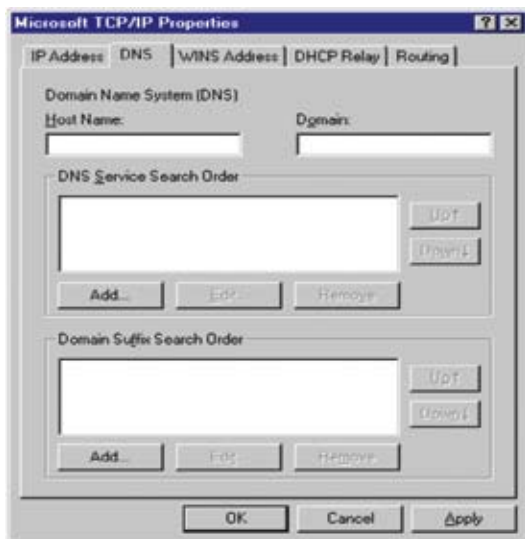 Microsoft TCP/IP Properties
IP Address DNS WINS Address DHCP Relay Routing
Domain Name System (DNS)
Host Name: Domain:
DNS Service Search Order
Up↑
Down↓
Add... Edit... Remove
Domain Suffix Search Order
Up↑
Down↓
Add... Edit... Remove
OK Cancel Apply